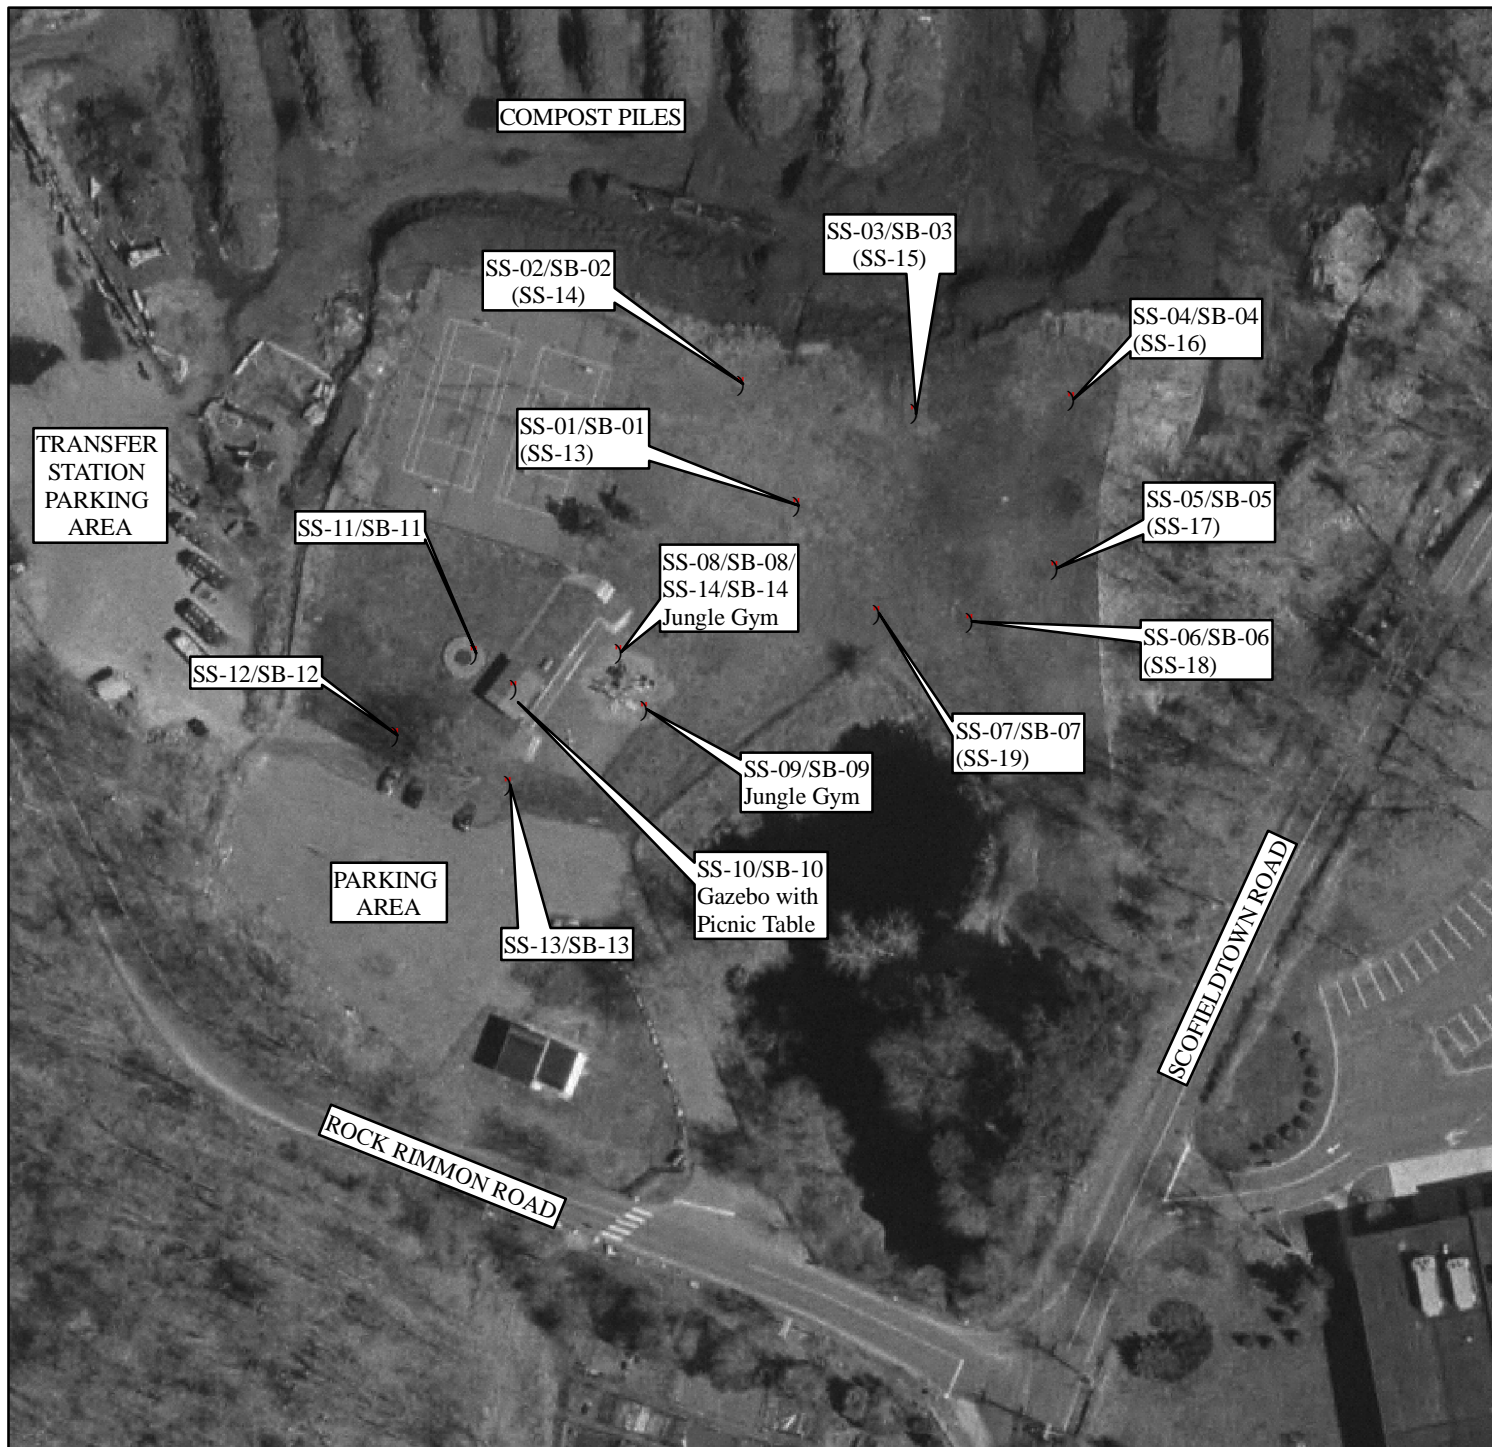 COMPOST PILES
SS-03/SB-03
(SS-15)
SS-02/SB-02
(SS-14)
SS-04/SB-04
(SS-16)
SS-01/SB-01
(SS-13)
TRANSFER
STATION
PARKING
AREA
SS-05/SB-05
(SS-17)
SS-11/SB-11
SS-08/SB-08/
SS-14/SB-14
Jungle Gym
SS-06/SB-06
(SS-18)
SS-12/SB-12
SS-07/SB-07
(SS-19)
SS-09/SB-09
Jungle Gym
SS-10/SB-10
Gazebo with
Picnic Table
PARKING
AREA
SS-13/SB-13
SCOFIELDTOWN ROAD
ROCK RIMMON ROAD